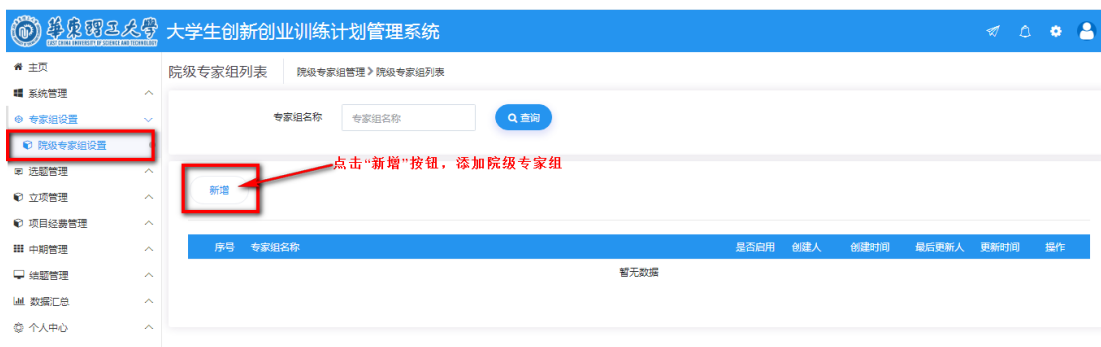 華東理工大學 大学生创新创业训练计划管理系统
EAST CHINA UNIVERSITY OF SCIENCE AND TECHNOLOGY
主页
院级专家组列表 院级专家组管理 > 院级专家组列表
系统管理
专家组设置
专家组名称 专家组名称 查询
院级专家组设置
点击“新增”按钮，添加院级专家组
选题管理
新增
立项管理
项目经费管理
中期管理
序号 专家组名称 是否启用 创建人 创建时间 最后更新人 更新时间 操作
暂无数据
结题管理
数据汇总
个人中心